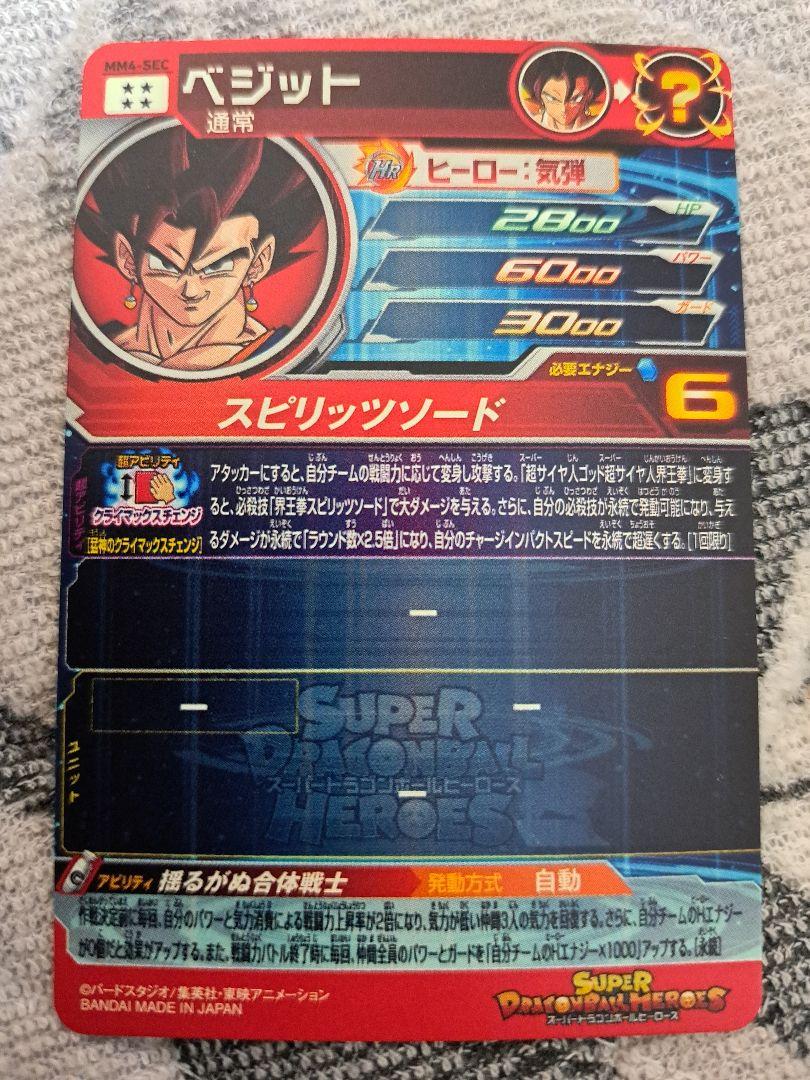 MM4-SEC
★★
★★
ベジット
通常
?
HR ヒーロー:気弾
2800 HP
6000 パワー
3000 ガード
必要エナジー 6
スピリッツソード
超アビリティ
超アビリティ
クライマックスチェンジ
[猛神のクライマックスチェンジ]
アタッカーにすると、自分チームの戦闘力に応じて変身し攻撃する。「超サイヤ人ゴッド超サイヤ人界王拳」に変身す
ると、必殺技「界王拳スピリッツソード」で大ダメージを与える。さらに、自分の必殺技が永続で発動可能になり、与え
るダメージが永続で「ラウンド数×2.5倍」になり、自分のチャージインパクトスピードを永続で超遅くする。[1回限り]
ー
ユニット
ー ー
ー
SUPER
DRAGONBALL
スーパードラゴンボールヒーローズ
HEROES
アビリティ 揺るがぬ合体戦士 発動方式 自動
作戦決定前に毎回、自分のパワーと気力消費による戦闘力上昇率が2倍になり、気力が低い仲間3人の気力を回復する。さらに、自分チームのHエナジー
が0個だと効果がアップする。また、戦闘力バトル終了時に毎回、仲間全員のパワーとガードを「自分チームのHエナジー×1000」アップする。[永続]
©バードスタジオ/集英社・東映アニメーション
BANDAI MADE IN JAPAN
SUPER
DRAGONBALL HEROES
スーパードラゴンボールヒーローズ